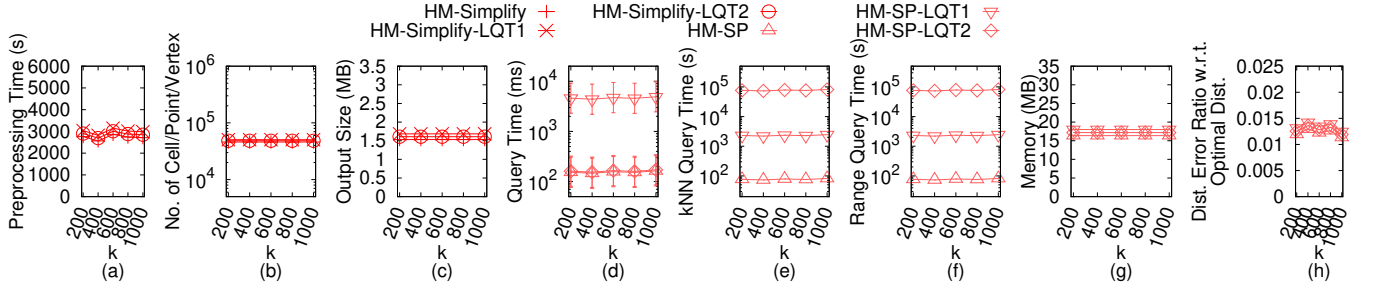 HM-Simplify
HM-Simplify-LQT1
HM-Simplify-LQT2
HM-SP
HM-SP-LQT1
HM-SP-LQT2
Preprocessing Time (s)
6000
5000
4000
3000
2000
1000
0
200
400
600
800
1000
k
(a)
No. of Cell/Point/Vertex
10^6
10^5
10^4
200
400
600
800
1000
k
(b)
Output Size (MB)
3.5
3
2.5
2
1.5
1
0.5
0
200
400
600
800
1000
k
(c)
Query Time (ms)
10^4
10^3
10^2
200
400
600
800
1000
k
(d)
kNN Query Time (s)
10^5
10^4
10^3
10^2
200
400
600
800
1000
k
(e)
Range Query Time (s)
10^5
10^4
10^3
10^2
200
400
600
800
1000
k
(f)
Memory (MB)
35
30
25
20
15
10
5
0
200
400
600
800
1000
k
(g)
Dist. Error Ratio w.r.t.
Optimal Dist.
0.025
0.02
0.015
0.01
0.005
0
200
400
600
800
1000
k
(h)